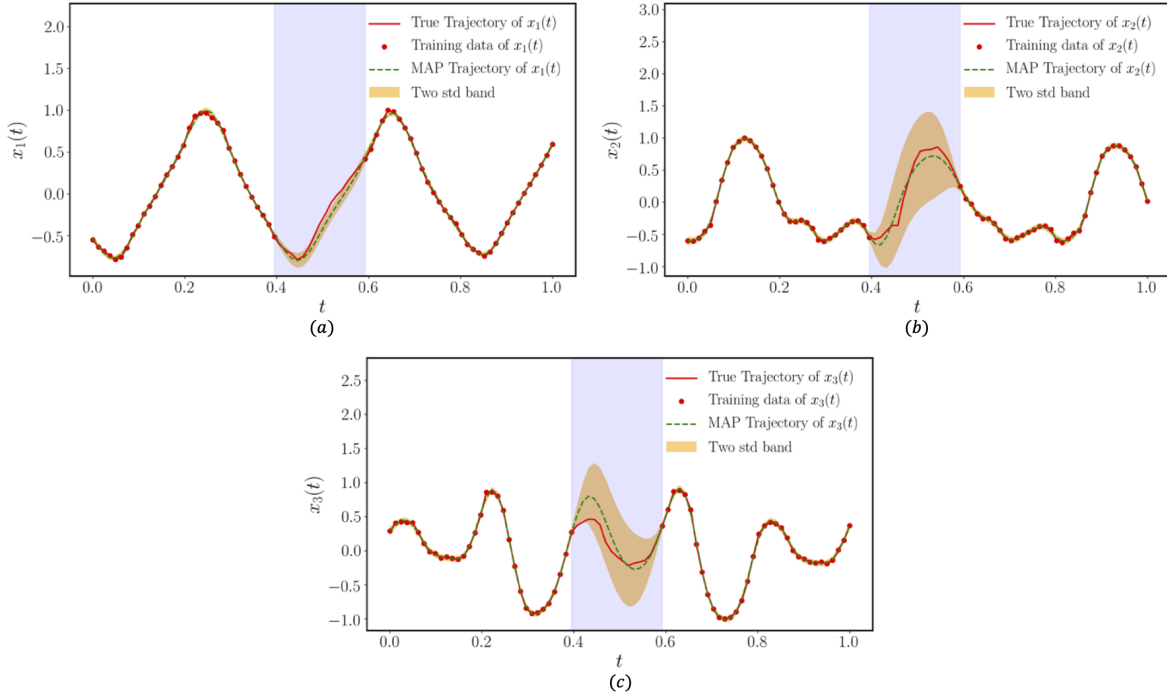 2.0
1.5
1.0
0.5
0.0
−0.5
x₁(t)
True Trajectory of x₁(t)
Training data of x₁(t)
MAP Trajectory of x₁(t)
Two std band
0.0 0.2 0.4 0.6 0.8 1.0
t
(a)
3.0
2.5
2.0
1.5
1.0
0.5
0.0
−0.5
−1.0
x₂(t)
True Trajectory of x₂(t)
Training data of x₂(t)
MAP Trajectory of x₂(t)
Two std band
0.0 0.2 0.4 0.6 0.8 1.0
t
(b)
2.5
2.0
1.5
1.0
0.5
0.0
−0.5
−1.0
x₃(t)
True Trajectory of x₃(t)
Training data of x₃(t)
MAP Trajectory of x₃(t)
Two std band
0.0 0.2 0.4 0.6 0.8 1.0
t
(c)